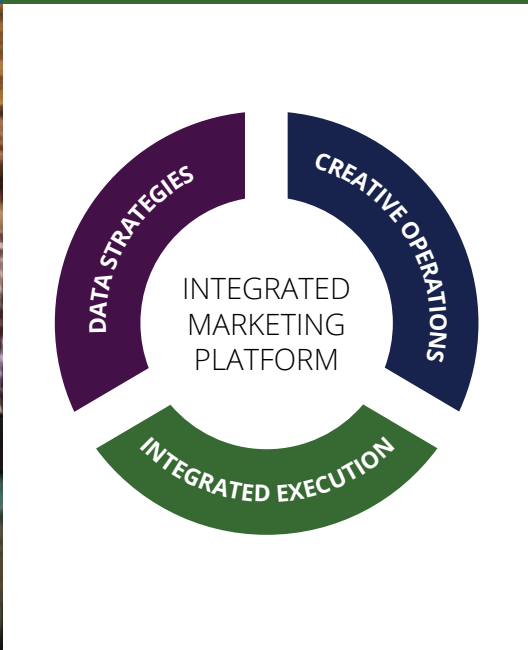 DATA STRATEGIES
CREATIVE OPERATIONS
INTEGRATED
MARKETING
PLATFORM
INTEGRATED EXECUTION